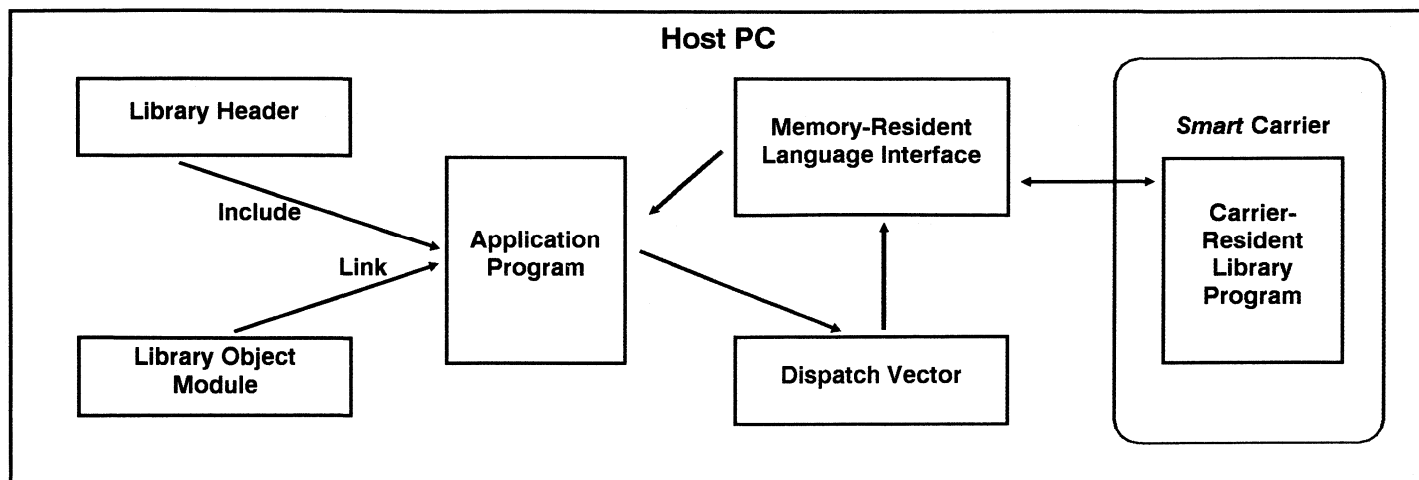 Host PC
Library Header
Include
Link
Library Object
Module
Application
Program
Memory-Resident
Language Interface
Dispatch Vector
Smart Carrier
Carrier-
Resident
Library
Program